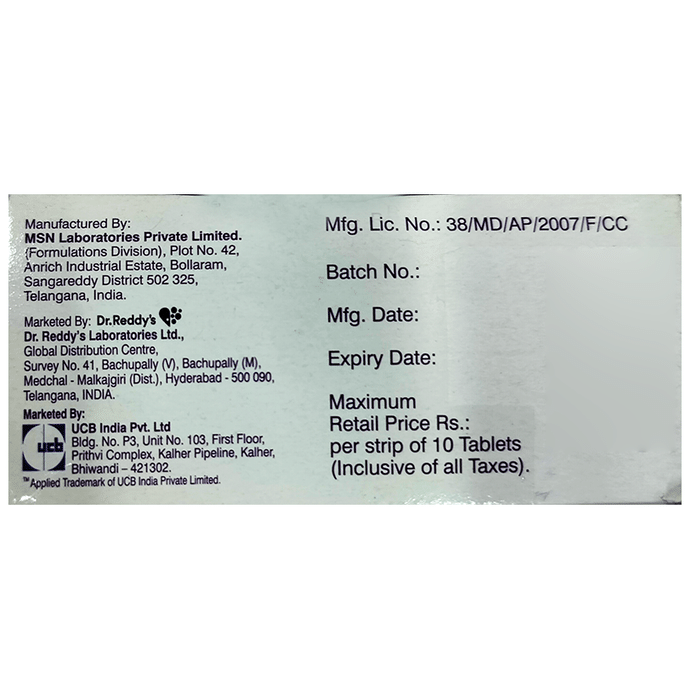 Manufactured By:
MSN Laboratories Private Limited.
(Formulations Division), Plot No. 42,
Anrich Industrial Estate, Bollaram,
Sangareddy District 502 325,
Telangana, India.
Marketed By: Dr.Reddy's
Dr. Reddy's Laboratories Ltd.,
Global Distribution Centre,
Survey No. 41, Bachupally (V), Bachupally (M),
Medchal - Malkajgiri (Dist.), Hyderabad - 500 090,
Telangana, INDIA.
Marketed By:
ucb
UCB India Pvt. Ltd
Bldg. No. P3, Unit No. 103, First Floor,
Prithvi Complex, Kalher Pipeline, Kalher,
Bhiwandi – 421302.
™Applied Trademark of UCB India Private Limited.
Mfg. Lic. No.: 38/MD/AP/2007/F/CC
Batch No.:
Mfg. Date:
Expiry Date:
Maximum
Retail Price Rs.:
per strip of 10 Tablets
(Inclusive of all Taxes).